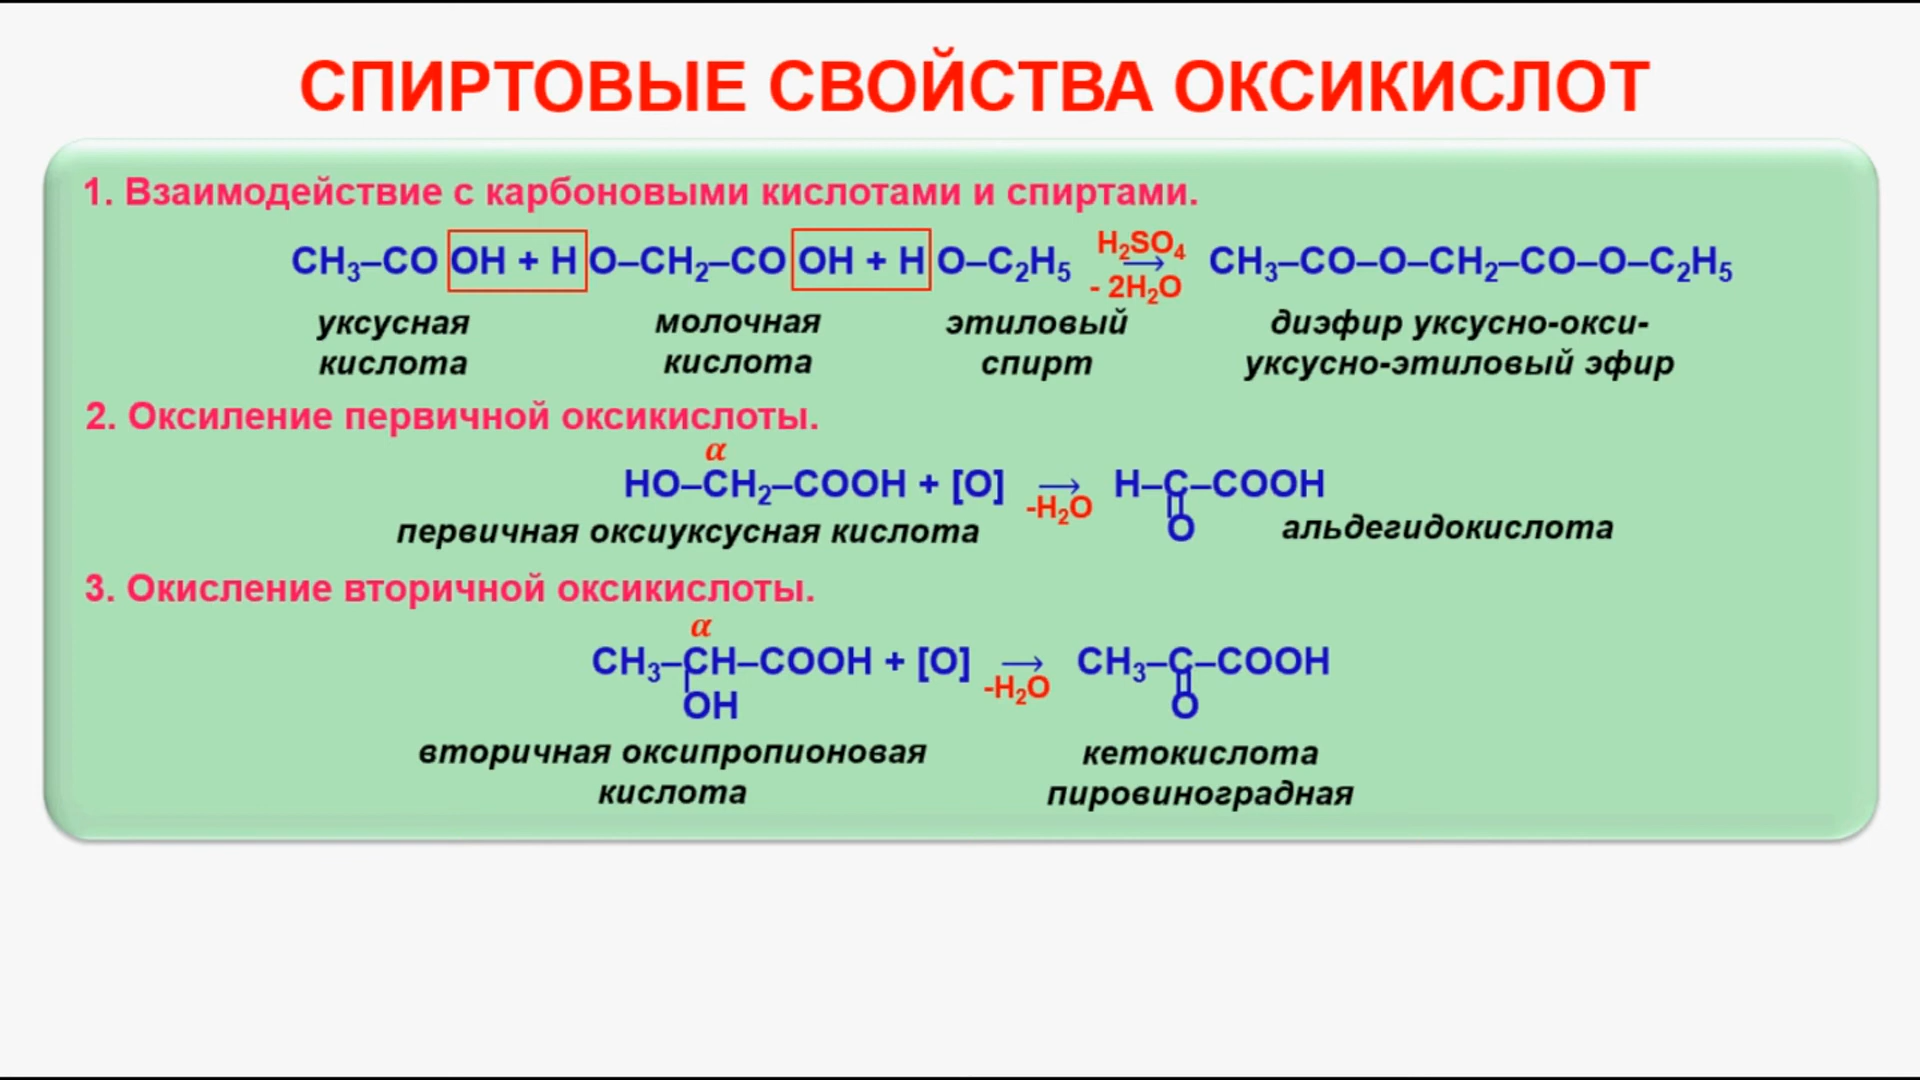 СПИРТОВЫЕ СВОЙСТВА ОКСИКИСЛОТ
1. Взаимодействие с карбоновыми кислотами и спиртами.
CH₃–CO OH + H O–CH₂–CO OH + H O–C₂H₅ H₂SO₄ → - 2H₂O CH₃–CO–O–CH₂–CO–O–C₂H₅
уксусная молочная этиловый диэфир уксусно-окси-
кислота кислота спирт уксусно-этиловый эфир
2. Оксиление первичной оксикислоты.
α
HO–CH₂–COOH + [O] → -H₂O H–C–COOH
O
первичная оксиуксусная кислота альдегидокислота
3. Окисление вторичной оксикислоты.
α
CH₃–CH–COOH + [O] → -H₂O CH₃–C–COOH
OH O
вторичная оксипропионовая кетокислота
кислота пировиноградная